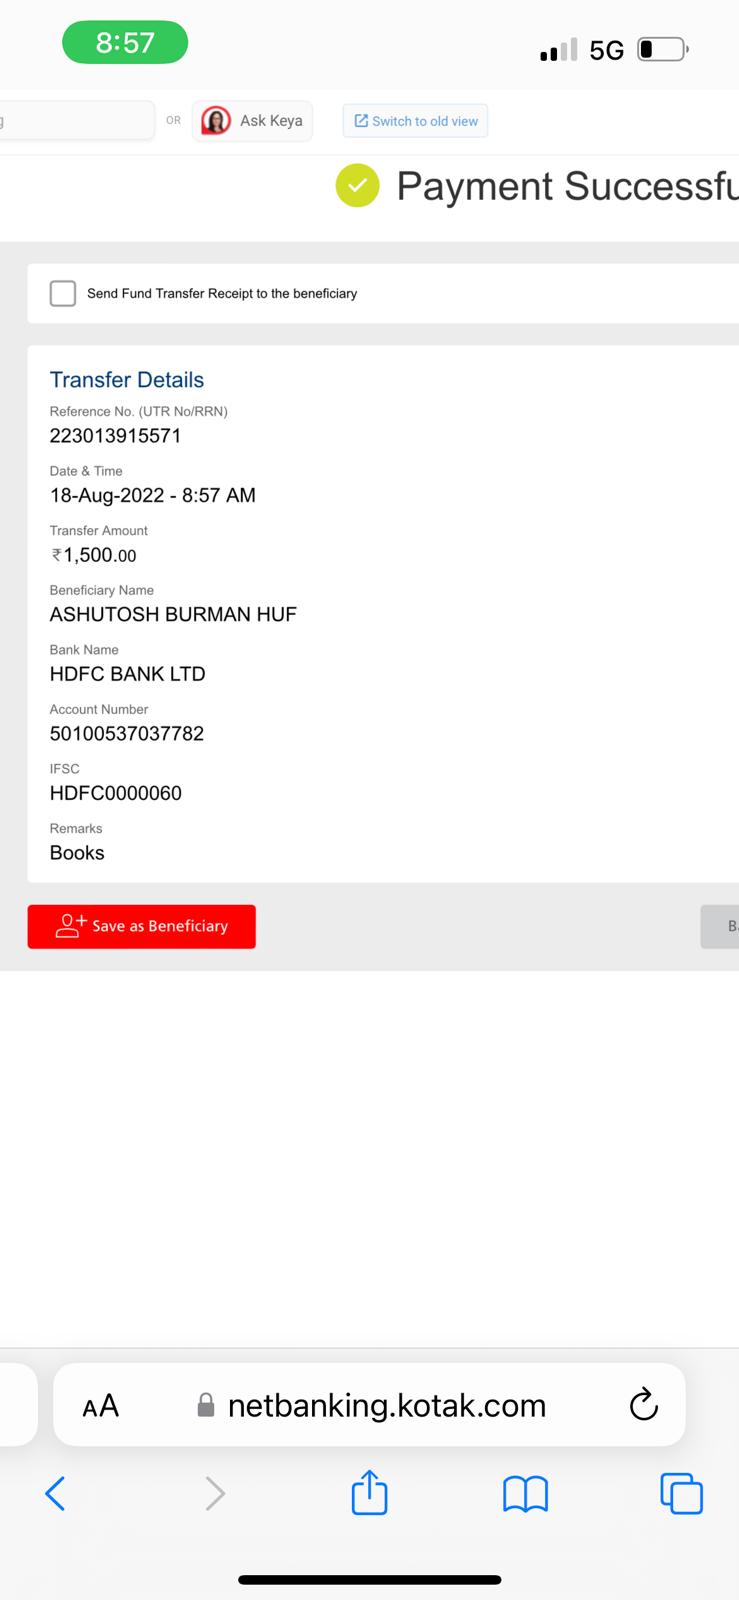 8:57
5G
OR
Ask Keya
Switch to old view
Payment Successfu
Send Fund Transfer Receipt to the beneficiary
Transfer Details
Reference No. (UTR No/RRN)
223013915571
Date & Time
18-Aug-2022 - 8:57 AM
Transfer Amount
₹1,500.00
Beneficiary Name
ASHUTOSH BURMAN HUF
Bank Name
HDFC BANK LTD
Account Number
50100537037782
IFSC
HDFC0000060
Remarks
Books
Save as Beneficiary
AA
netbanking.kotak.com